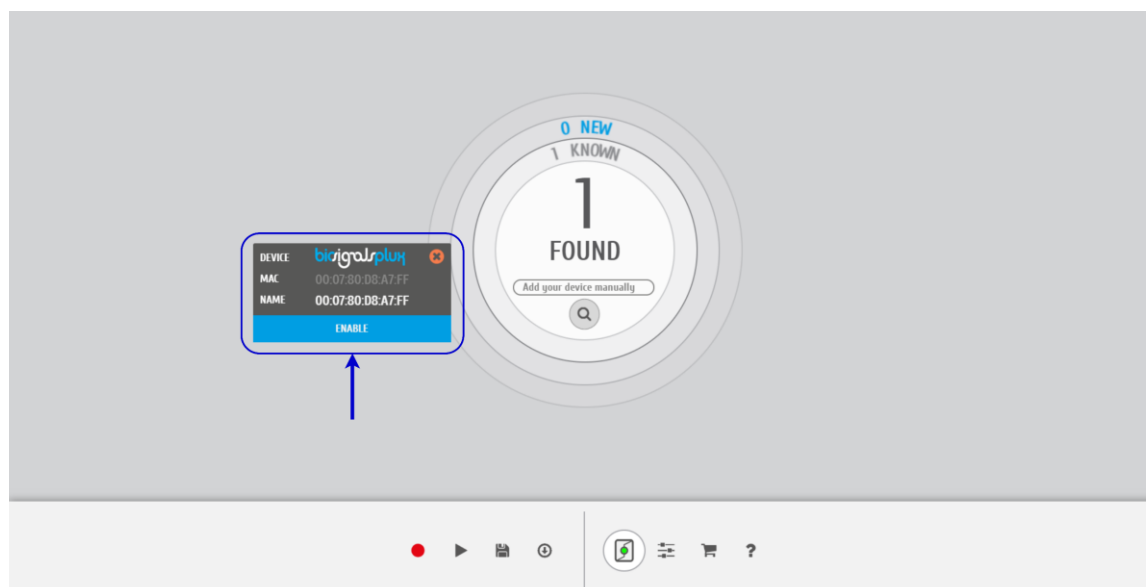 0 NEW
1 KNOWN
1
FOUND
Add your device manually
DEVICE biosignalsplux
MAC 00:07:80:D8:A7:FF
NAME 00:07:80:D8:A7:FF
ENABLE
?